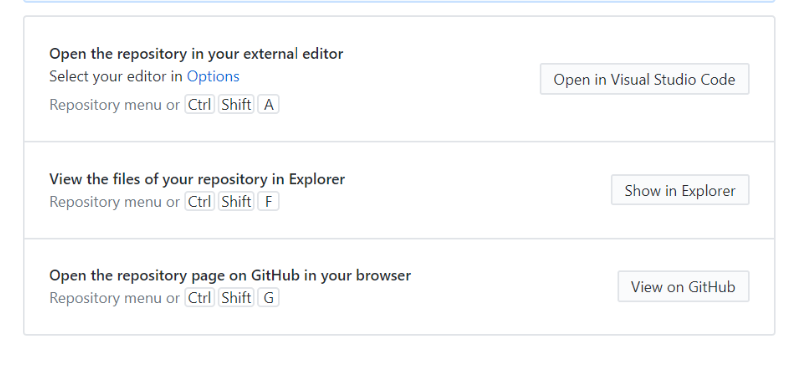 Open the repository in your external editor
Select your editor in Options
Open in Visual Studio Code
Repository menu or Ctrl Shift A
View the files of your repository in Explorer
Repository menu or Ctrl Shift F
Show in Explorer
Open the repository page on GitHub in your browser
Repository menu or Ctrl Shift G
View on GitHub